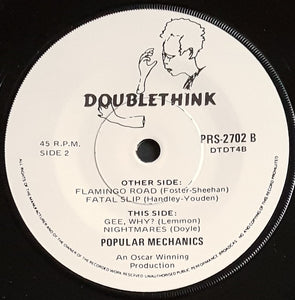 DOUBLETHINK
45 R.P.M.
SIDE 2
PRS-2702 B
DTDT4B
OTHER SIDE:
FLAMINGO ROAD (Foster-Sheehan)
FATAL SLIP (Handley-Youden)
THIS SIDE:
GEE, WHY? (Lemmon)
NIGHTMARES (Doyle)
POPULAR MECHANICS
An Oscar Winning
Production